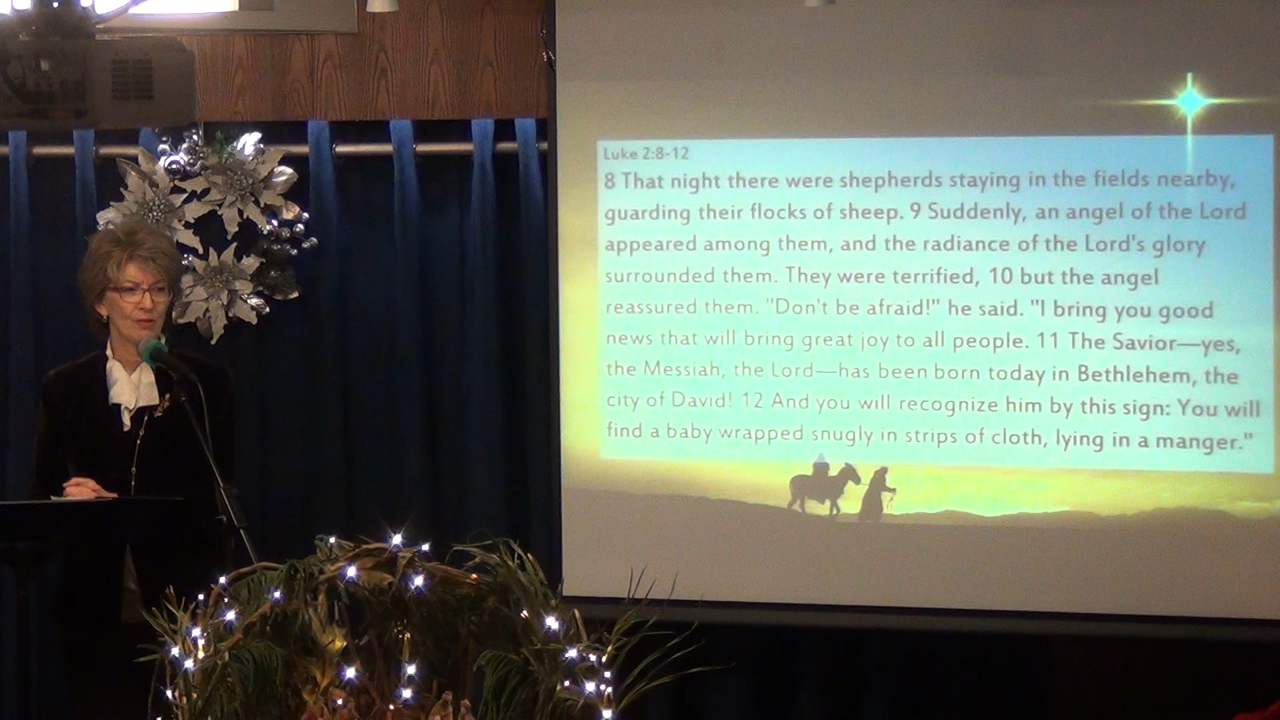 Luke 2:8-12
8 That night there were shepherds staying in the fields nearby,
guarding their flocks of sheep. 9 Suddenly, an angel of the Lord
appeared among them, and the radiance of the Lord's glory
surrounded them. They were terrified, 10 but the angel
reassured them. "Don't be afraid!" he said. "I bring you good
news that will bring great joy to all people. 11 The Savior—yes,
the Messiah, the Lord—has been born today in Bethlehem, the
city of David! 12 And you will recognize him by this sign: You will
find a baby wrapped snugly in strips of cloth, lying in a manger."